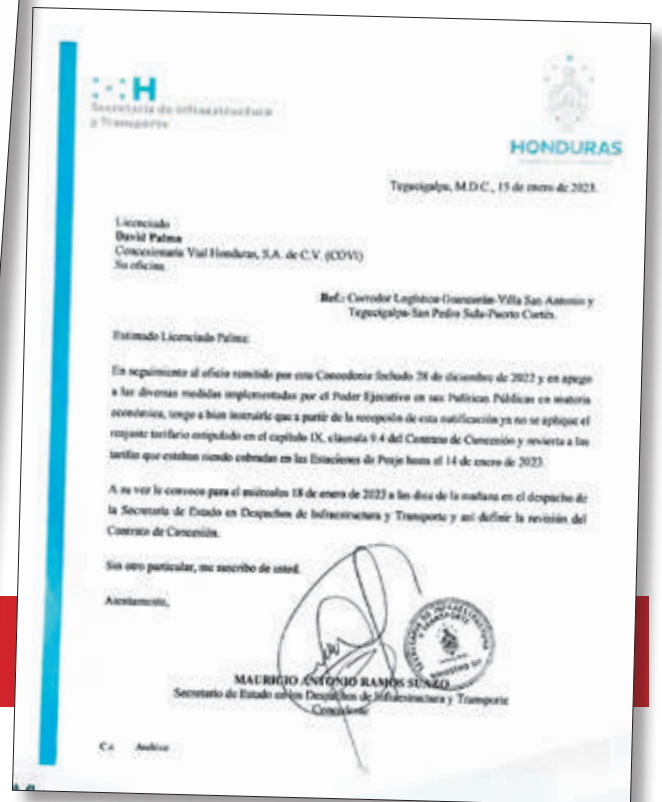 H
Secretaría de Infraestructura
y Transporte
HONDURAS
Tegucigalpa, M.D.C., 15 de enero de 2023.
Licenciado
David Palma
Concesionaria Vial Honduras, S.A. de C.V. (COVI)
Su oficina
Ref.: Corredor Logístico Goascorán-Villa San Antonio y
Tegucigalpa-San Pedro Sula-Puerto Cortés.
Estimado Licenciado Palma:
En seguimiento al oficio remitido por este Concedente fechado 28 de diciembre de 2022 y en apego
a las diversas medidas implementadas por el Poder Ejecutivo en sus Políticas Públicas en materia
económica, tengo a bien instruirle que a partir de la recepción de esta notificación ya no se aplique el
reajuste tarifario estipulado en el capítulo IX, cláusula 9.4 del Contrato de Concesión y revierta a las
tarifas que estaban siendo cobradas en las Estaciones de Peaje hasta el 14 de enero de 2023.
A su vez le convoco para el miércoles 18 de enero de 2023 a las diez de la mañana en el despacho de
la Secretaría de Estado en Despachos de Infraestructura y Transporte y así definir la revisión del
Contrato de Concesión.
Sin otro particular, me suscribo de usted.
Atentamente,
MAURICIO ANTONIO RAMOS SUAZO
Secretario de Estado en los Despachos de Infraestructura y Transporte
Concedente
C.c Archivo